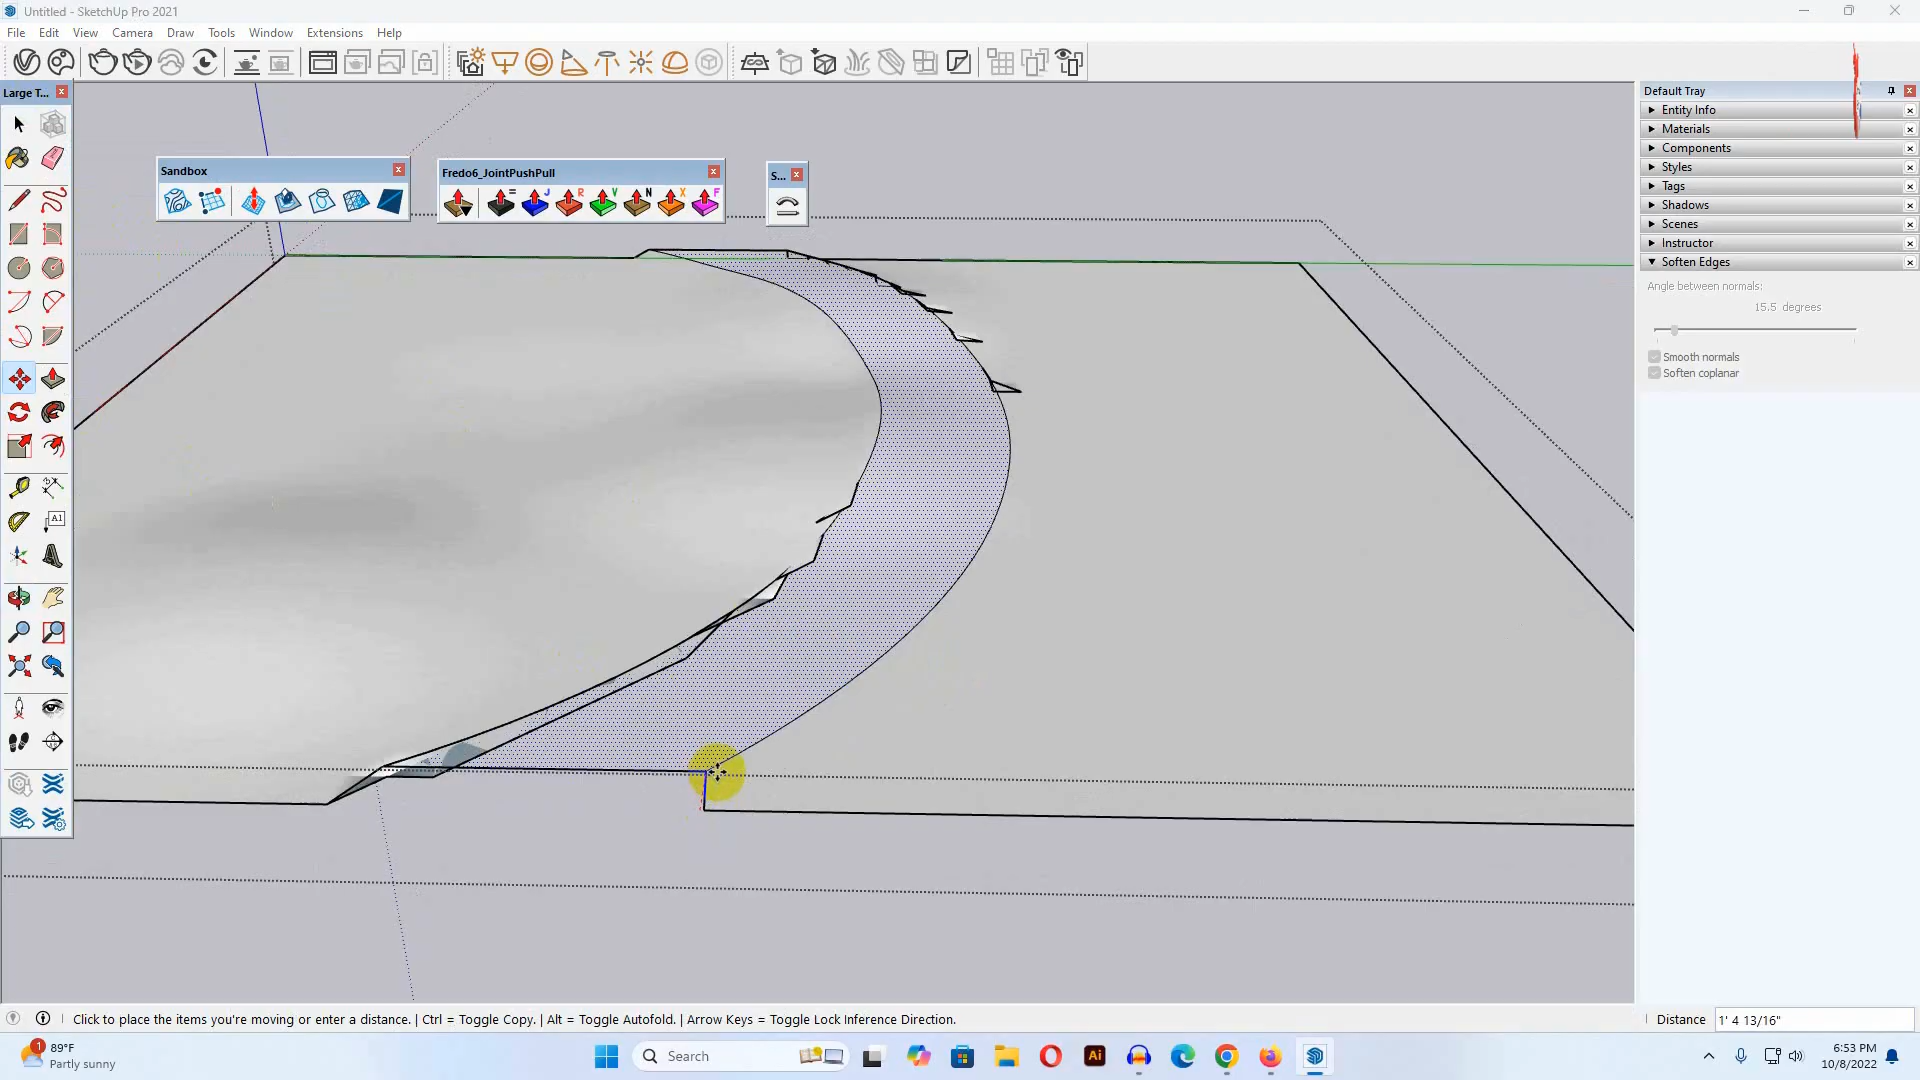 Untitled - SketchUp Pro 2021
File Edit View Camera Draw Tools Window Extensions Help
Large T...
Default Tray
Entity Info
Materials
Components
Styles
Tags
Shadows
Scenes
Instructor
Soften Edges
Angle between normals:
15.5 degrees
Smooth normals
Soften coplanar
Sandbox
Fredo6_JointPushPull
S...
= J R V N X F
A1
Click to place the items you're moving or enter a distance. | Ctrl = Toggle Copy. | Alt = Toggle Autofold. | Arrow Keys = Toggle Lock Inference Direction.
Distance 1' 4 13/16"
1
89°F
Partly sunny
Search
Ai
6:53 PM
10/8/2022